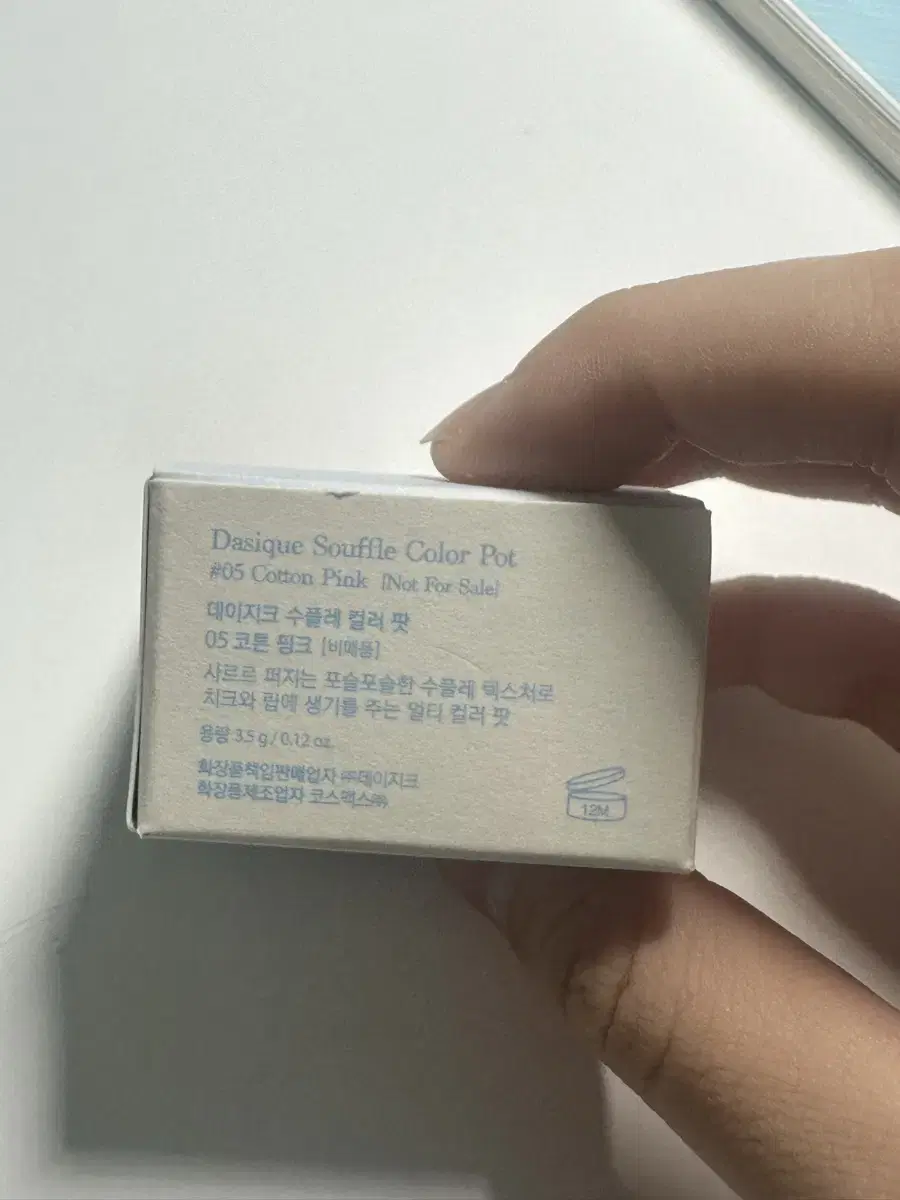 Dasique Souffle Color Pot
#05 Cotton Pink [Not For Sale]
데이지크 수플레 컬러 팟
05 코튼 핑크 [비매품]
사르르 퍼지는 포슬포슬한 수플레 텍스처로
치크와 립에 생기를 주는 멀티 컬러 팟
용량 3.5 g / 0.12 oz.
화장품책임판매업자 ㈜데이지크
화장품제조업자 코스맥스㈜
12M